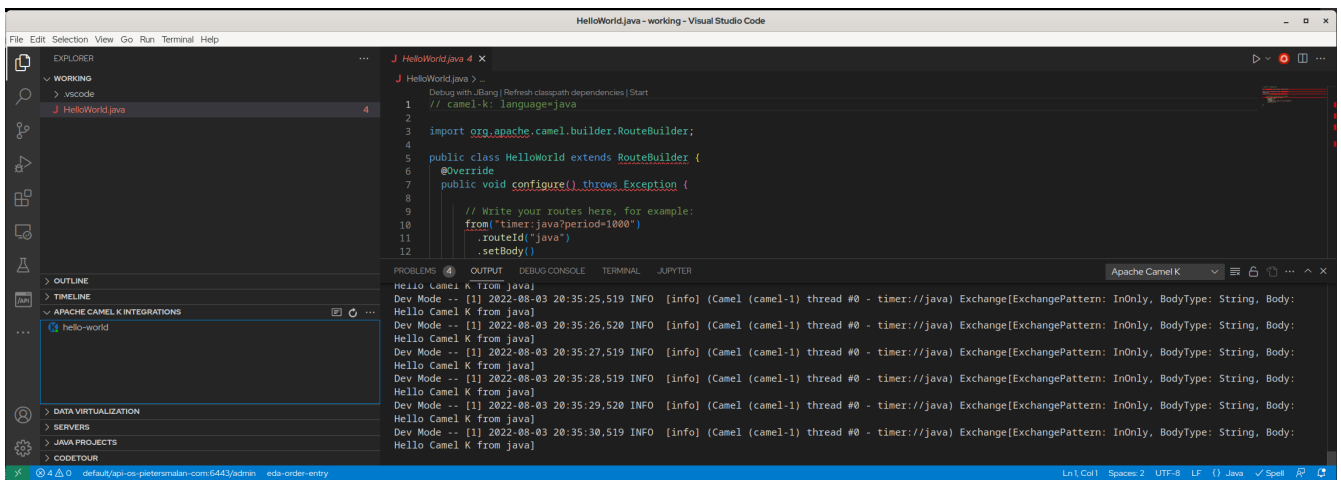 HelloWorld.java - working - Visual Studio Code
File Edit Selection View Go Run Terminal Help
EXPLORER
WORKING
.vscode
J HelloWorld.java 4
OUTLINE
TIMELINE
APACHE CAMEL K INTEGRATIONS
hello-world
DATA VIRTUALIZATION
SERVERS
JAVA PROJECTS
CODETOUR
/API
J HelloWorld.java 4
J HelloWorld.java > ...
Debug with JBang | Refresh classpath dependencies | Start
1 // camel-k: language=java
2
3 import org.apache.camel.builder.RouteBuilder;
4
5 public class HelloWorld extends RouteBuilder {
6 @Override
7 public void configure() throws Exception {
8
9 // Write your routes here, for example:
10 from("timer:java?period=1000")
11 .routeId("java")
12 .setBody()
PROBLEMS 4 OUTPUT DEBUG CONSOLE TERMINAL JUPYTER Apache Camel K
Hello Camel K from java]
Dev Mode -- [1] 2022-08-03 20:35:25,519 INFO [info] (Camel (camel-1) thread #0 - timer://java) Exchange[ExchangePattern: InOnly, BodyType: String, Body:
Hello Camel K from java]
Dev Mode -- [1] 2022-08-03 20:35:26,520 INFO [info] (Camel (camel-1) thread #0 - timer://java) Exchange[ExchangePattern: InOnly, BodyType: String, Body:
Hello Camel K from java]
Dev Mode -- [1] 2022-08-03 20:35:27,519 INFO [info] (Camel (camel-1) thread #0 - timer://java) Exchange[ExchangePattern: InOnly, BodyType: String, Body:
Hello Camel K from java]
Dev Mode -- [1] 2022-08-03 20:35:28,519 INFO [info] (Camel (camel-1) thread #0 - timer://java) Exchange[ExchangePattern: InOnly, BodyType: String, Body:
Hello Camel K from java]
Dev Mode -- [1] 2022-08-03 20:35:29,520 INFO [info] (Camel (camel-1) thread #0 - timer://java) Exchange[ExchangePattern: InOnly, BodyType: String, Body:
Hello Camel K from java]
Dev Mode -- [1] 2022-08-03 20:35:30,519 INFO [info] (Camel (camel-1) thread #0 - timer://java) Exchange[ExchangePattern: InOnly, BodyType: String, Body:
Hello Camel K from java]
4 0 default/api-os-pietersmalan-com:6443/admin eda-order-entry Ln 1, Col 1 Spaces: 2 UTF-8 LF {} Java Spell